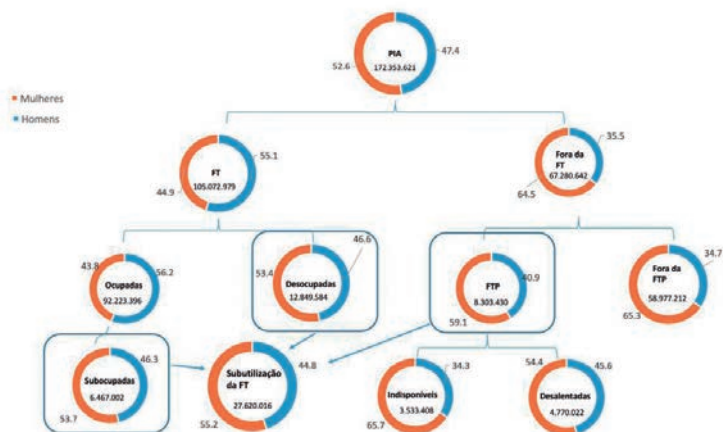 PIA
172.353.621
52.6
47.4
Mulheres
Homens
FT
105.072.979
44.9
55.1
Fora da
FT
67.280.642
64.5
35.5
Ocupadas
92.223.396
43.8
56.2
Desocupadas
12.849.584
53.4
46.6
FTP
8.303.430
59.1
40.9
Fora da
FTP
58.977.212
65.3
34.7
Subocupadas
6.467.002
53.7
46.3
Subutilização
da FT
27.620.016
55.2
44.8
Indisponíveis
3.533.408
65.7
34.3
Desalentadas
4.770.022
54.4
45.6